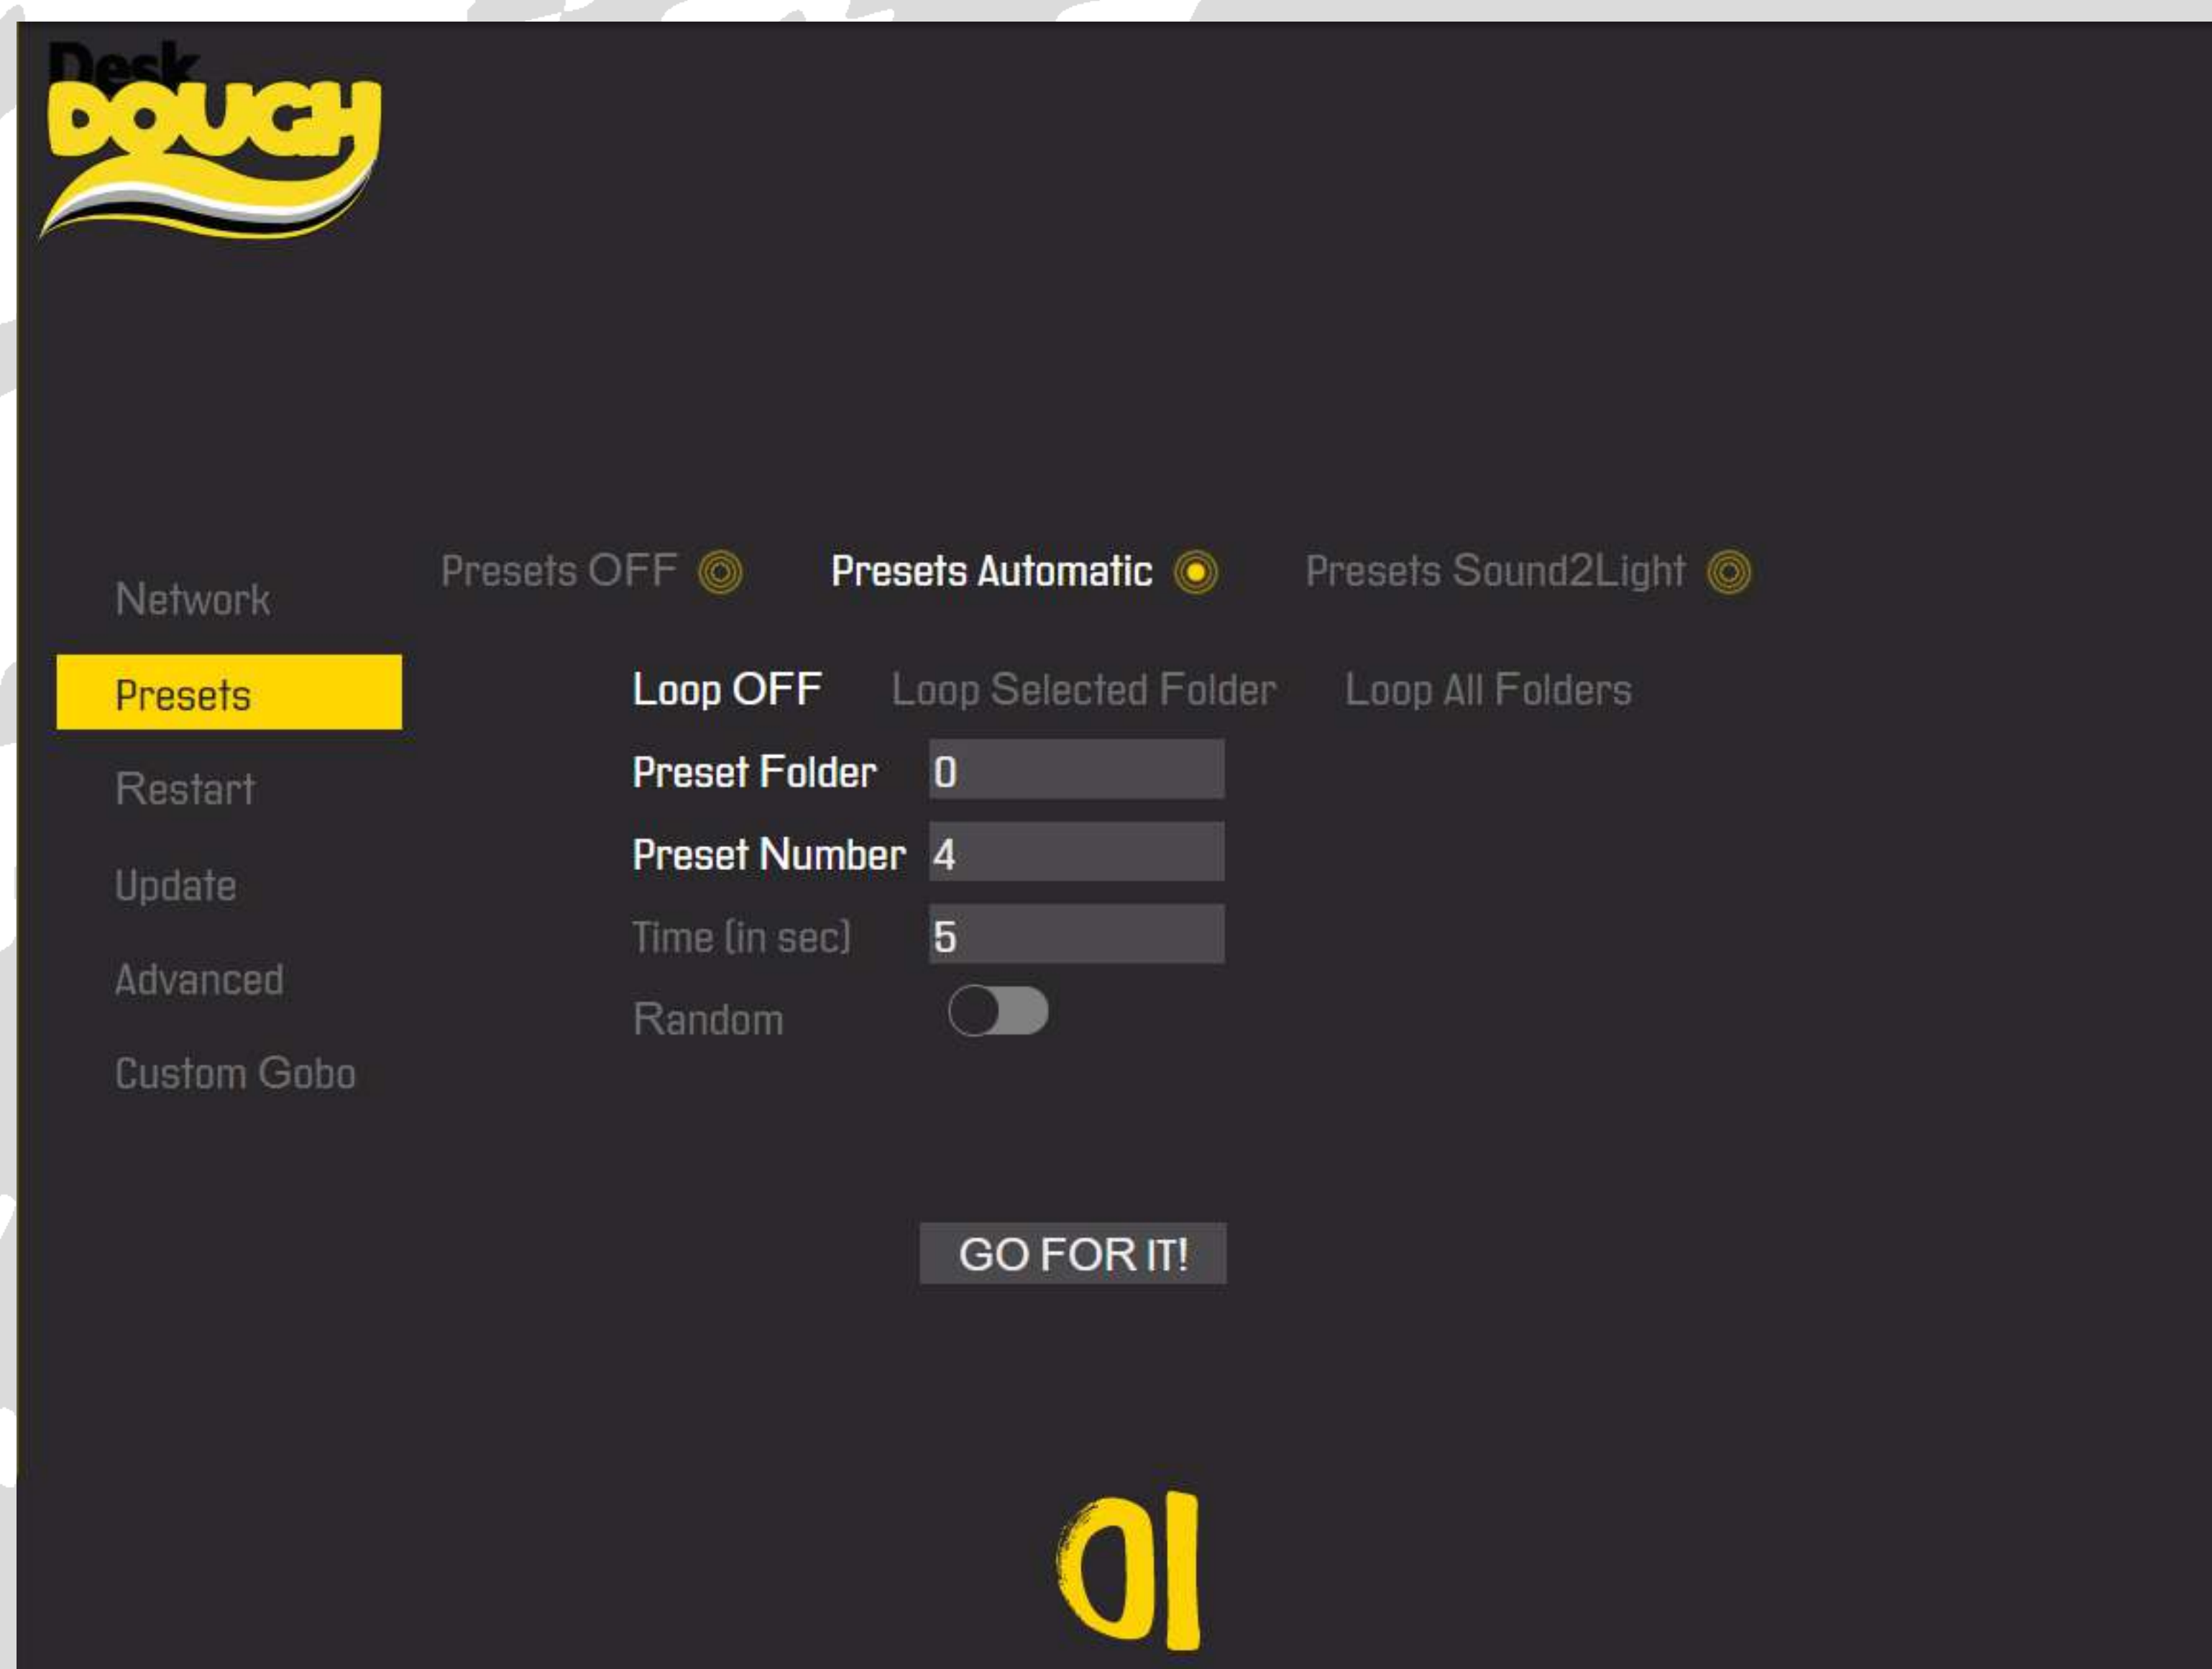 Desk
DOUGH
Network
Presets
Restart
Update
Advanced
Custom Gobo
Presets OFF Presets Automatic Presets Sound2Light
Loop OFF Loop Selected Folder Loop All Folders
Preset Folder 0
Preset Number 4
Time (in sec) 5
Random
GO FOR IT!